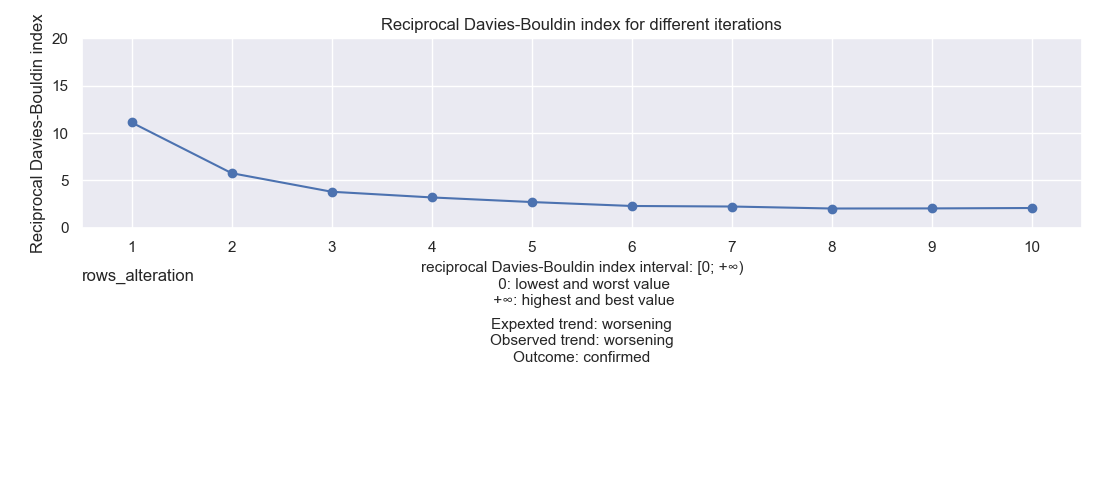 Reciprocal Davies-Bouldin index for different iterations
Reciprocal Davies-Bouldin index
20
15
10
5
0
1 2 3 4 5 6 7 8 9 10
rows_alteration
reciprocal Davies-Bouldin index interval: [0; +∞)
0: lowest and worst value
+∞: highest and best value
Expexted trend: worsening
Observed trend: worsening
Outcome: confirmed